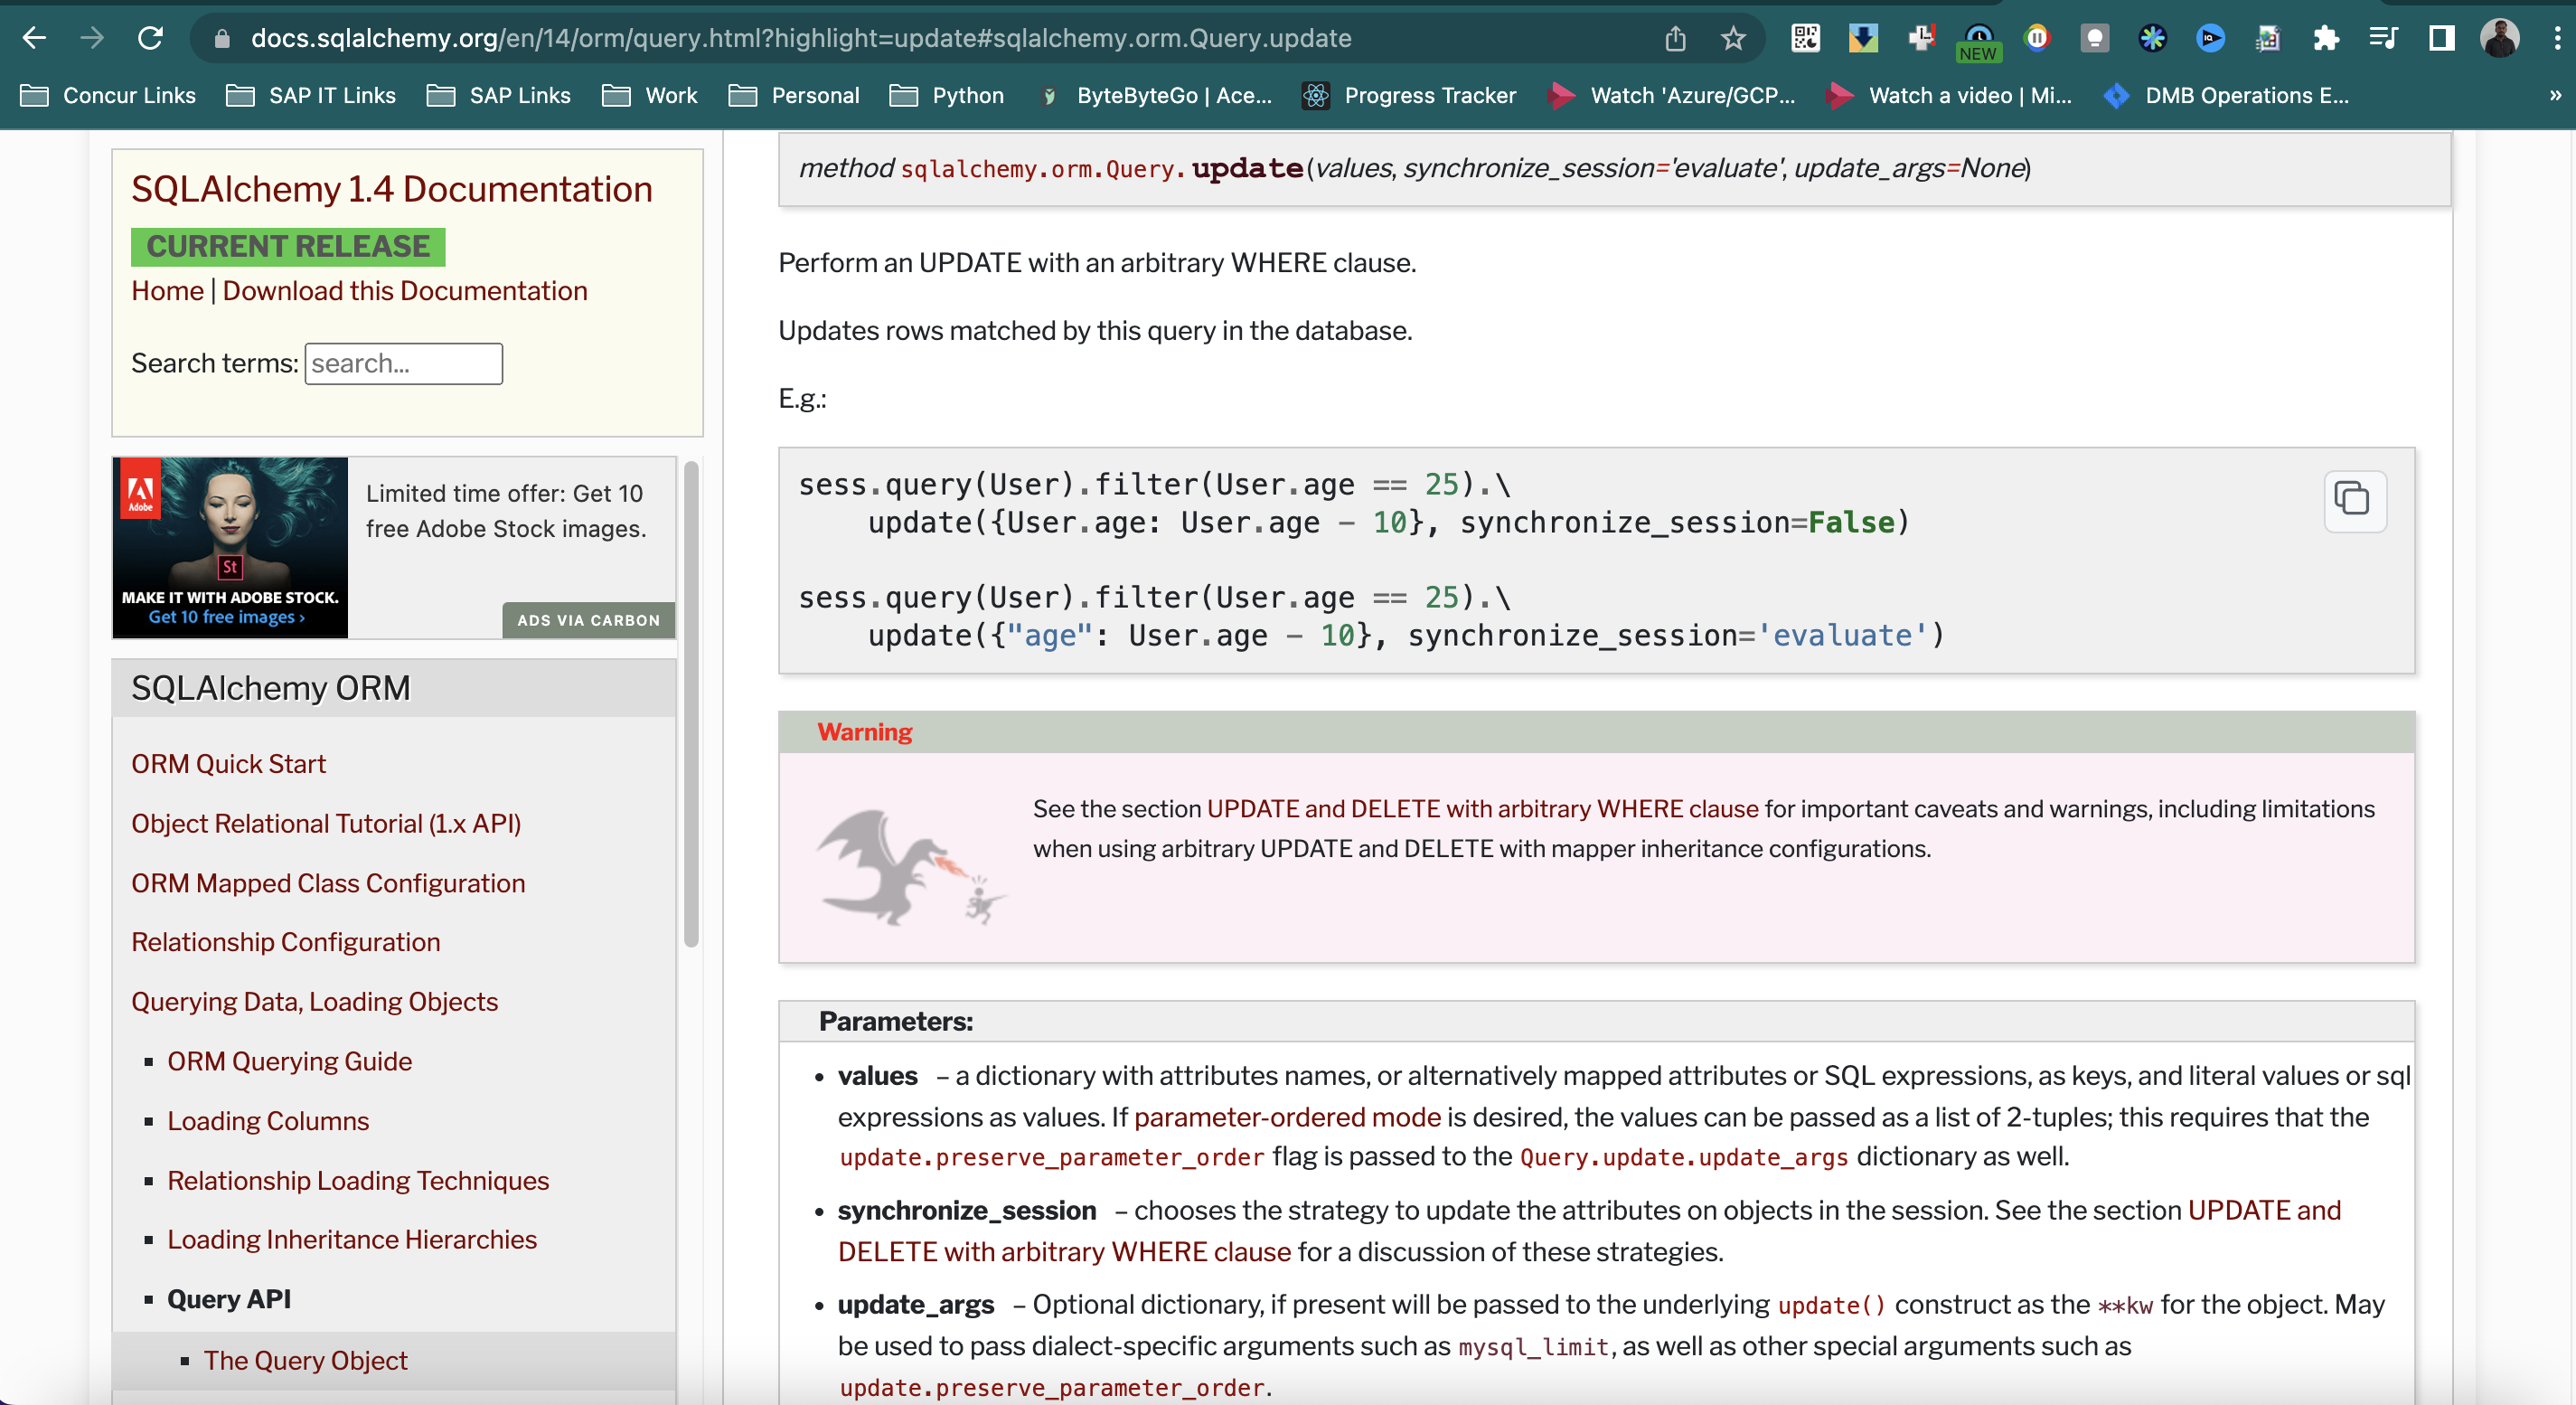 docs.sqlalchemy.org/en/14/orm/query.html?highlight=update#sqlalchemy.orm.Query.update
NEW
Concur Links SAP IT Links SAP Links Work Personal Python ByteByteGo | Ace... Progress Tracker Watch 'Azure/GCP... Watch a video | Mi... DMB Operations E... »
SQLAlchemy 1.4 Documentation
CURRENT RELEASE
Home | Download this Documentation
Search terms: search...
Adobe
St
MAKE IT WITH ADOBE STOCK.
Get 10 free images ›
Limited time offer: Get 10
free Adobe Stock images.
ADS VIA CARBON
SQLAlchemy ORM
ORM Quick Start
Object Relational Tutorial (1.x API)
ORM Mapped Class Configuration
Relationship Configuration
Querying Data, Loading Objects
▪ ORM Querying Guide
▪ Loading Columns
▪ Relationship Loading Techniques
▪ Loading Inheritance Hierarchies
▪ Query API
▪ The Query Object
method sqlalchemy.orm.Query.update(values, synchronize_session='evaluate', update_args=None)
Perform an UPDATE with an arbitrary WHERE clause.
Updates rows matched by this query in the database.
E.g.:
sess.query(User).filter(User.age == 25).\
    update({User.age: User.age - 10}, synchronize_session=False)
sess.query(User).filter(User.age == 25).\
    update({"age": User.age - 10}, synchronize_session='evaluate')
Warning
See the section UPDATE and DELETE with arbitrary WHERE clause for important caveats and warnings, including limitations
when using arbitrary UPDATE and DELETE with mapper inheritance configurations.
Parameters:
• values – a dictionary with attributes names, or alternatively mapped attributes or SQL expressions, as keys, and literal values or sql
expressions as values. If parameter-ordered mode is desired, the values can be passed as a list of 2-tuples; this requires that the
update.preserve_parameter_order flag is passed to the Query.update.update_args dictionary as well.
• synchronize_session – chooses the strategy to update the attributes on objects in the session. See the section UPDATE and
DELETE with arbitrary WHERE clause for a discussion of these strategies.
• update_args – Optional dictionary, if present will be passed to the underlying update() construct as the **kw for the object. May
be used to pass dialect-specific arguments such as mysql_limit, as well as other special arguments such as
update.preserve_parameter_order.